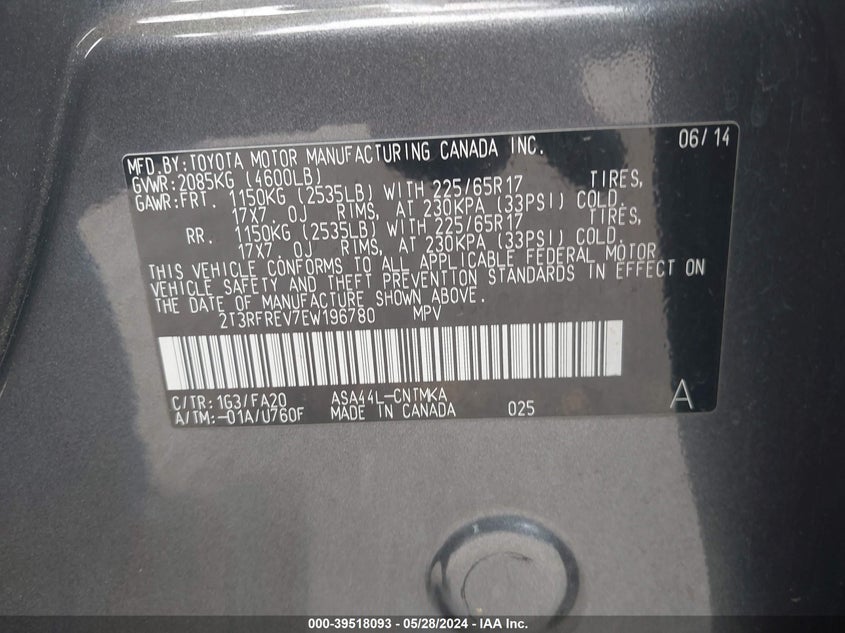 MFD.BY:TOYOTA MOTOR MANUFACTURING CANADA INC. 06/14
GVWR:2085KG (4600LB)
GAWR:FRT. 1150KG (2535LB) WITH 225/65R17 TIRES,
17X7.0J RIMS, AT 230KPA (33PSI) COLD.
RR. 1150KG (2535LB) WITH 225/65R17 TIRES,
17X7.0J RIMS, AT 230KPA (33PSI) COLD.
THIS VEHICLE CONFORMS TO ALL APPLICABLE FEDERAL MOTOR
VEHICLE SAFETY AND THEFT PREVENTION STANDARDS IN EFFECT ON
THE DATE OF MANUFACTURE SHOWN ABOVE.
2T3RFREV7EW196780 MPV
C/TR:1G3/FA20 ASA44L-CNTMKA
A/TM:-01A/U760F MADE IN CANADA 025 A
000-39518093 - 05/28/2024 - IAA Inc.